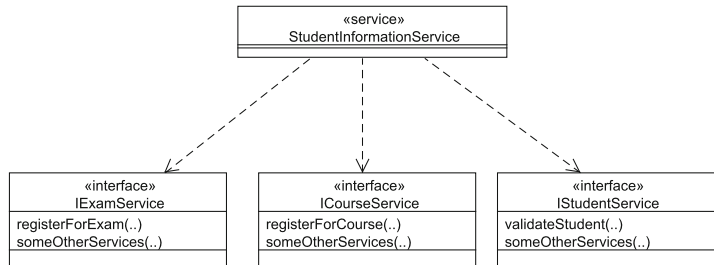 «service»
StudentInformationService
«interface»
IExamService
registerForExam(..)
someOtherServices(..)
«interface»
ICourseService
registerForCourse(..)
someOtherServices(..)
«interface»
IStudentService
validateStudent(..)
someOtherServices(..)